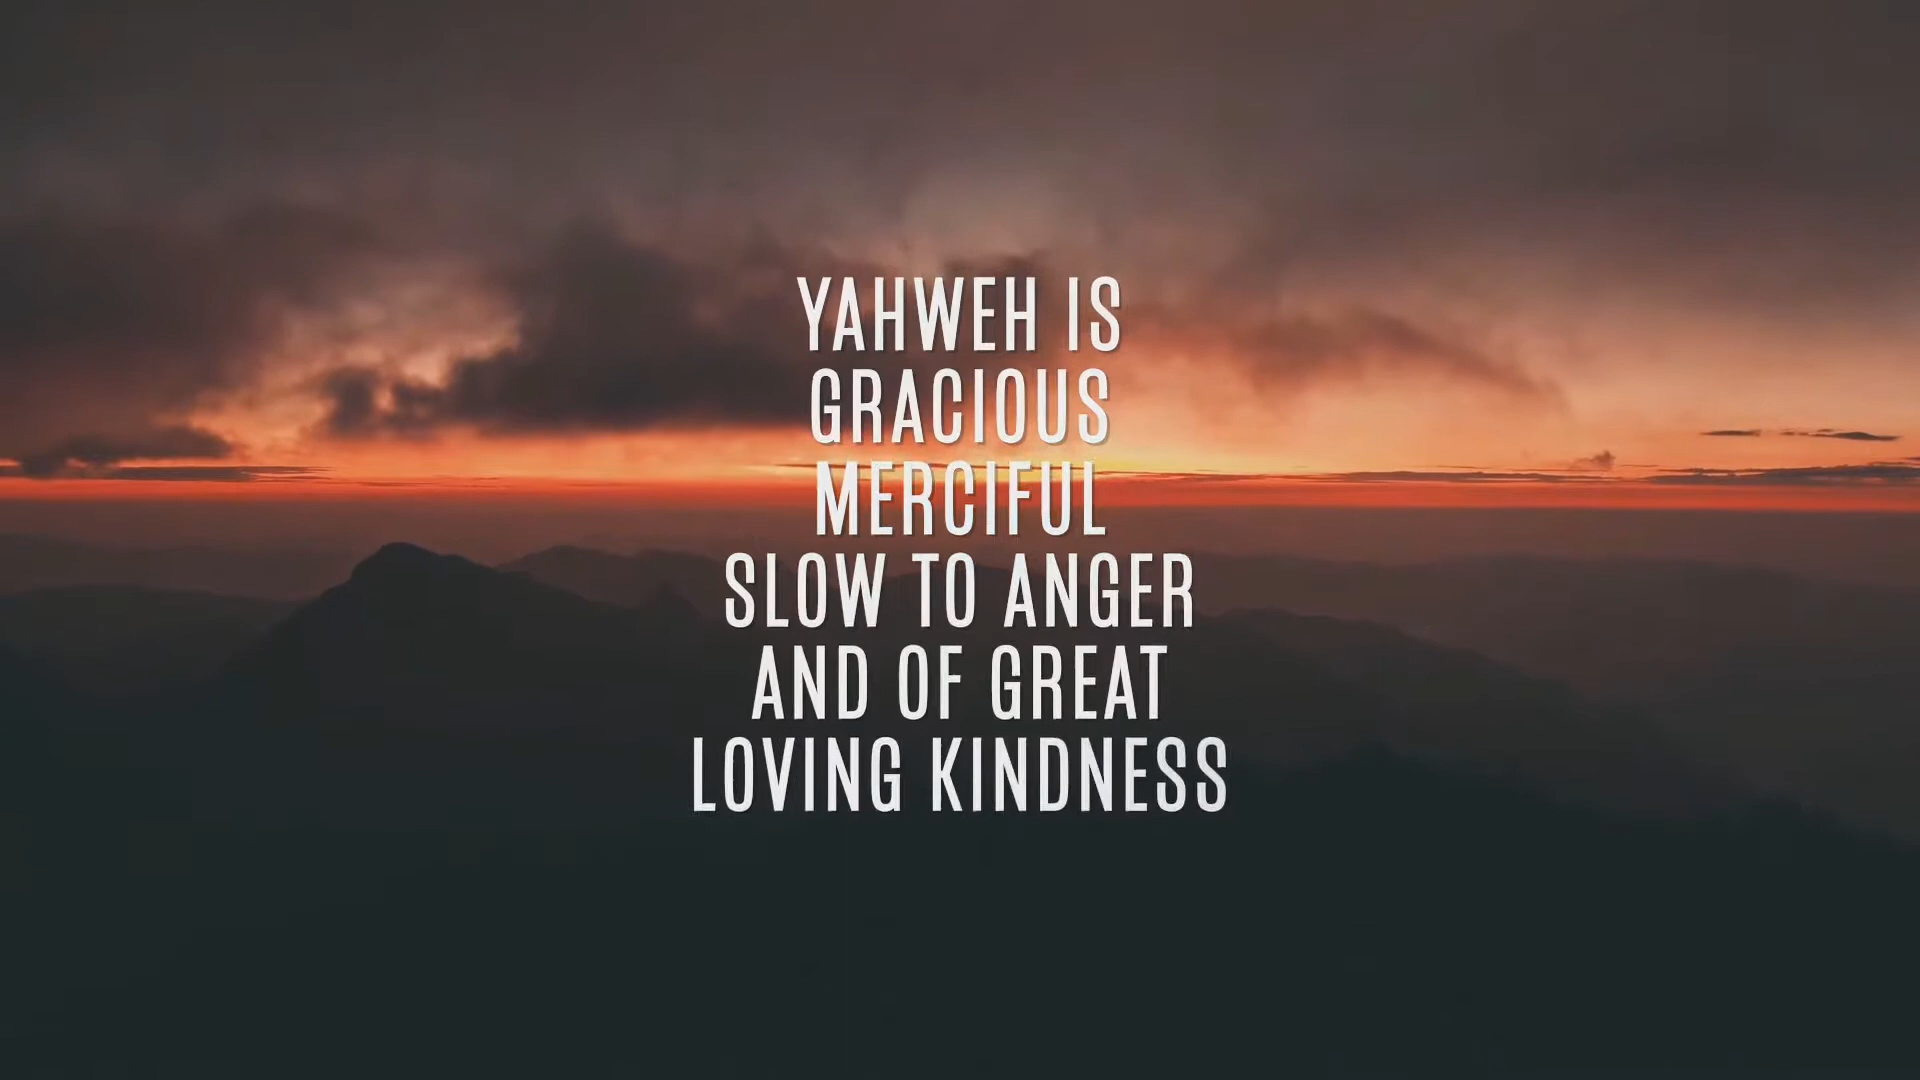 YAHWEH IS
GRACIOUS
MERCIFUL
SLOW TO ANGER
AND OF GREAT
LOVING KINDNESS